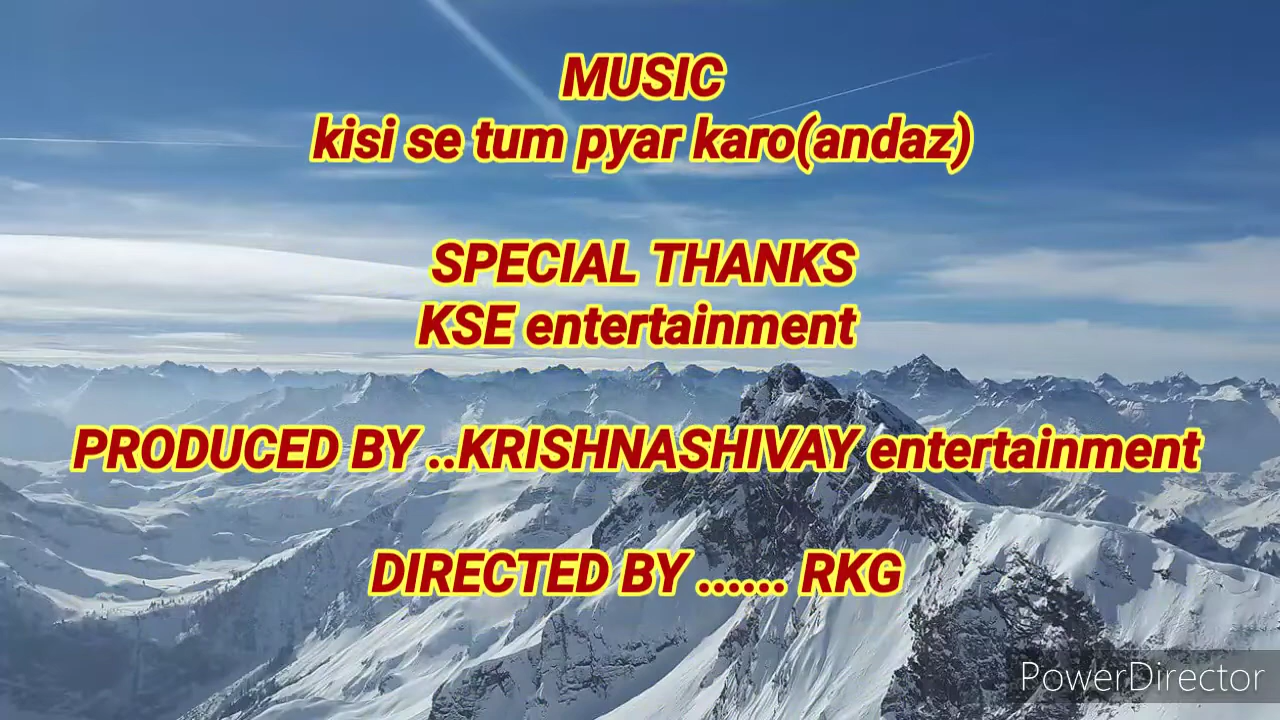 MUSIC
kisi se tum pyar karo(andaz)
SPECIAL THANKS
KSE entertainment
PRODUCED BY ..KRISHNASHIVAY entertainment
DIRECTED BY ...... RKG
PowerDirector